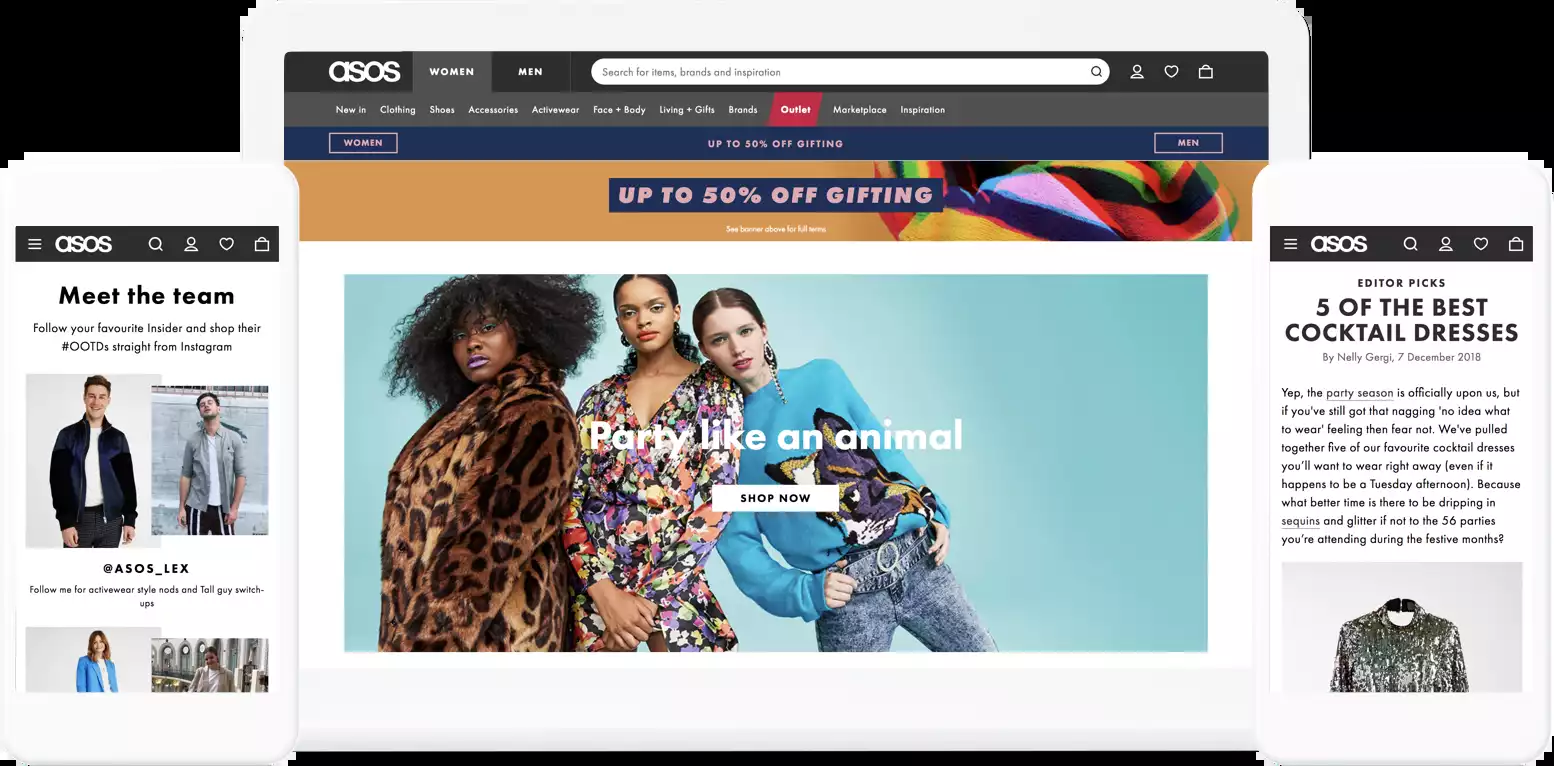 asos
WOMEN
MEN
Search for items, brands and inspiration
New in
Clothing
Shoes
Accessories
Activewear
Face + Body
Living + Gifts
Brands
Outlet
Marketplace
Inspiration
WOMEN
UP TO 50% OFF GIFTING
MEN
UP TO 50% OFF GIFTING
See banner above for full terms
Party like an animal
SHOP NOW
asos
Meet the team
Follow your favourite Insider and shop their
#OOTDs straight from Instagram
@ASOS_LEX
Follow me for activewear style nods and Tall guy switch-
ups
asos
EDITOR PICKS
5 OF THE BEST
COCKTAIL DRESSES
By Nelly Gergi, 7 December 2018
Yep, the party season is officially upon us, but
if you've still got that nagging 'no idea what
to wear' feeling then fear not. We've pulled
together five of our favourite cocktail dresses
you'll want to wear right away (even if it
happens to be a Tuesday afternoon). Because
what better time is there to be dripping in
sequins and glitter if not to the 56 parties
you're attending during the festive months?